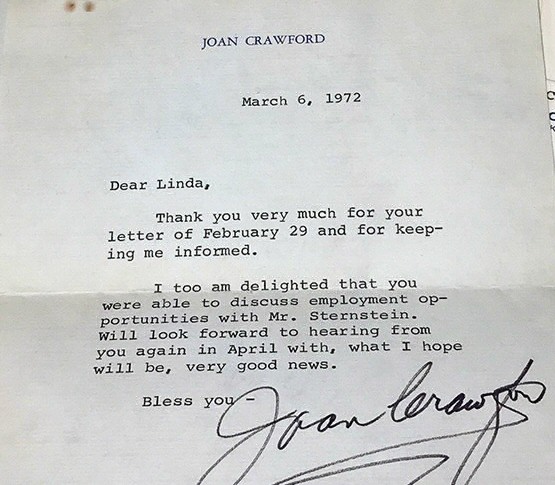 JOAN CRAWFORD
March 6, 1972
Dear Linda,
Thank you very much for your
letter of February 29 and for keep-
ing me informed.
I too am delighted that you
were able to discuss employment op-
portunities with Mr. Sternstein.
Will look forward to hearing from
you again in April with, what I hope
will be, very good news.
Bless you -
Joan Crawford